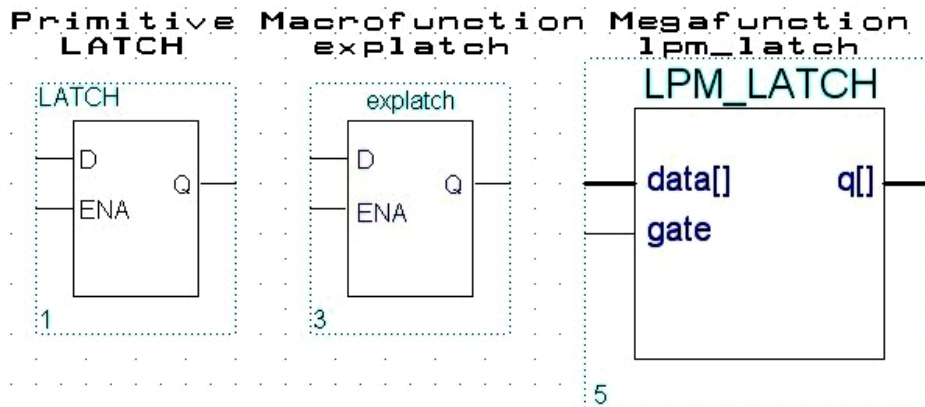 Primitive Macrofunction Megafunction
LATCH explatch lpm_latch
LATCH explatch LPM_LATCH
D D data[]
Q Q q[]
ENA ENA gate
1 3 5